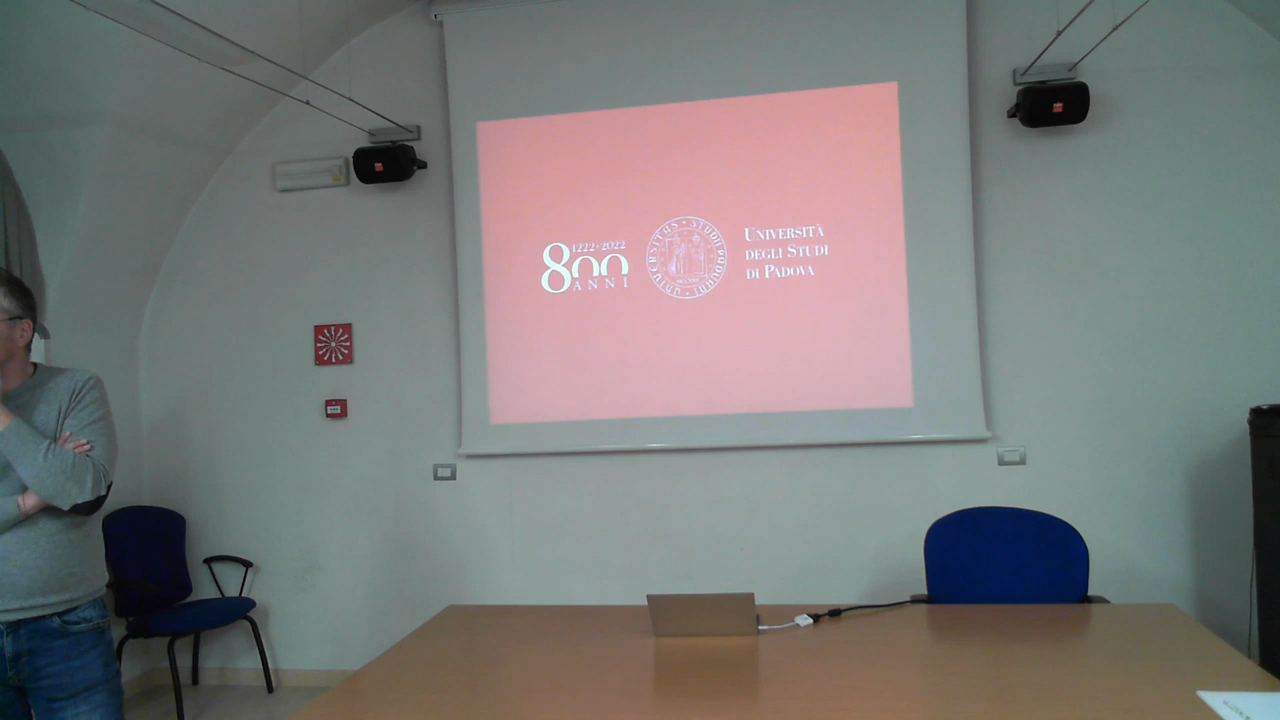 1222·2022
800
ANNI
UNIVERSITÀ
DEGLI STUDI
DI PADOVA